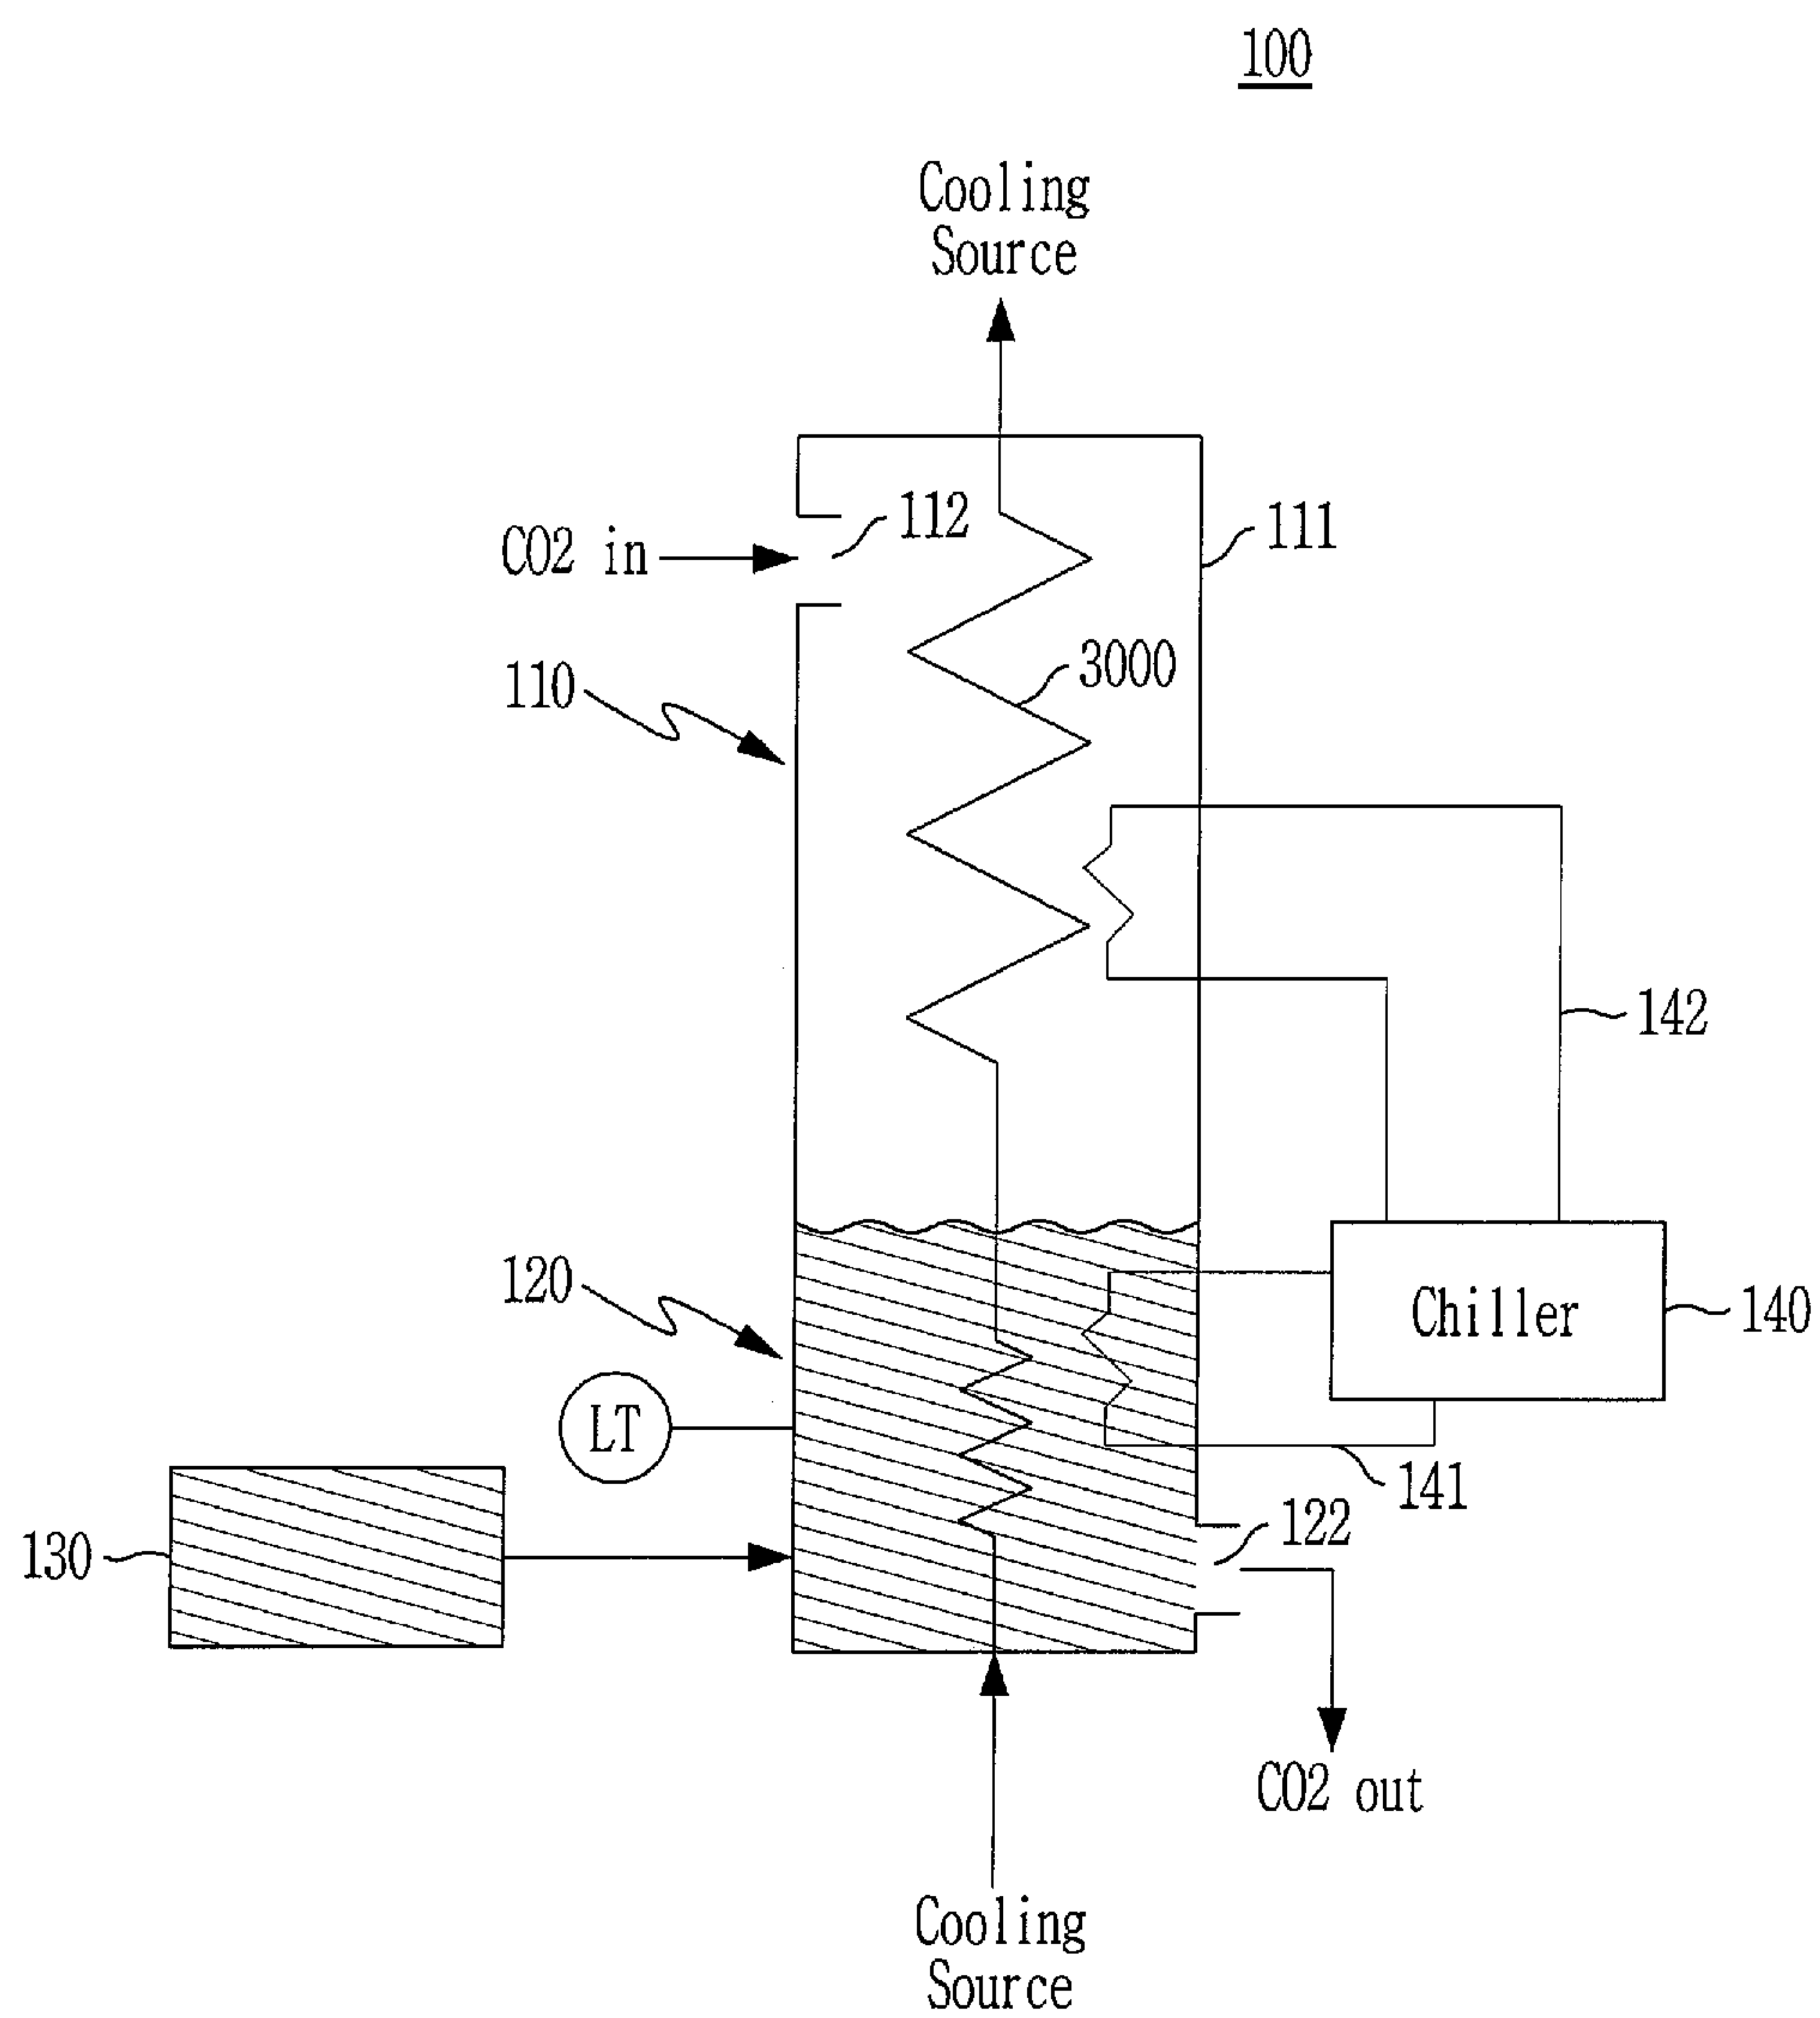 100
Cooling
Source
CO2 in
112
111
110
3000
142
120
Chiller
140
LT
141
130
122
CO2 out
Cooling
Source